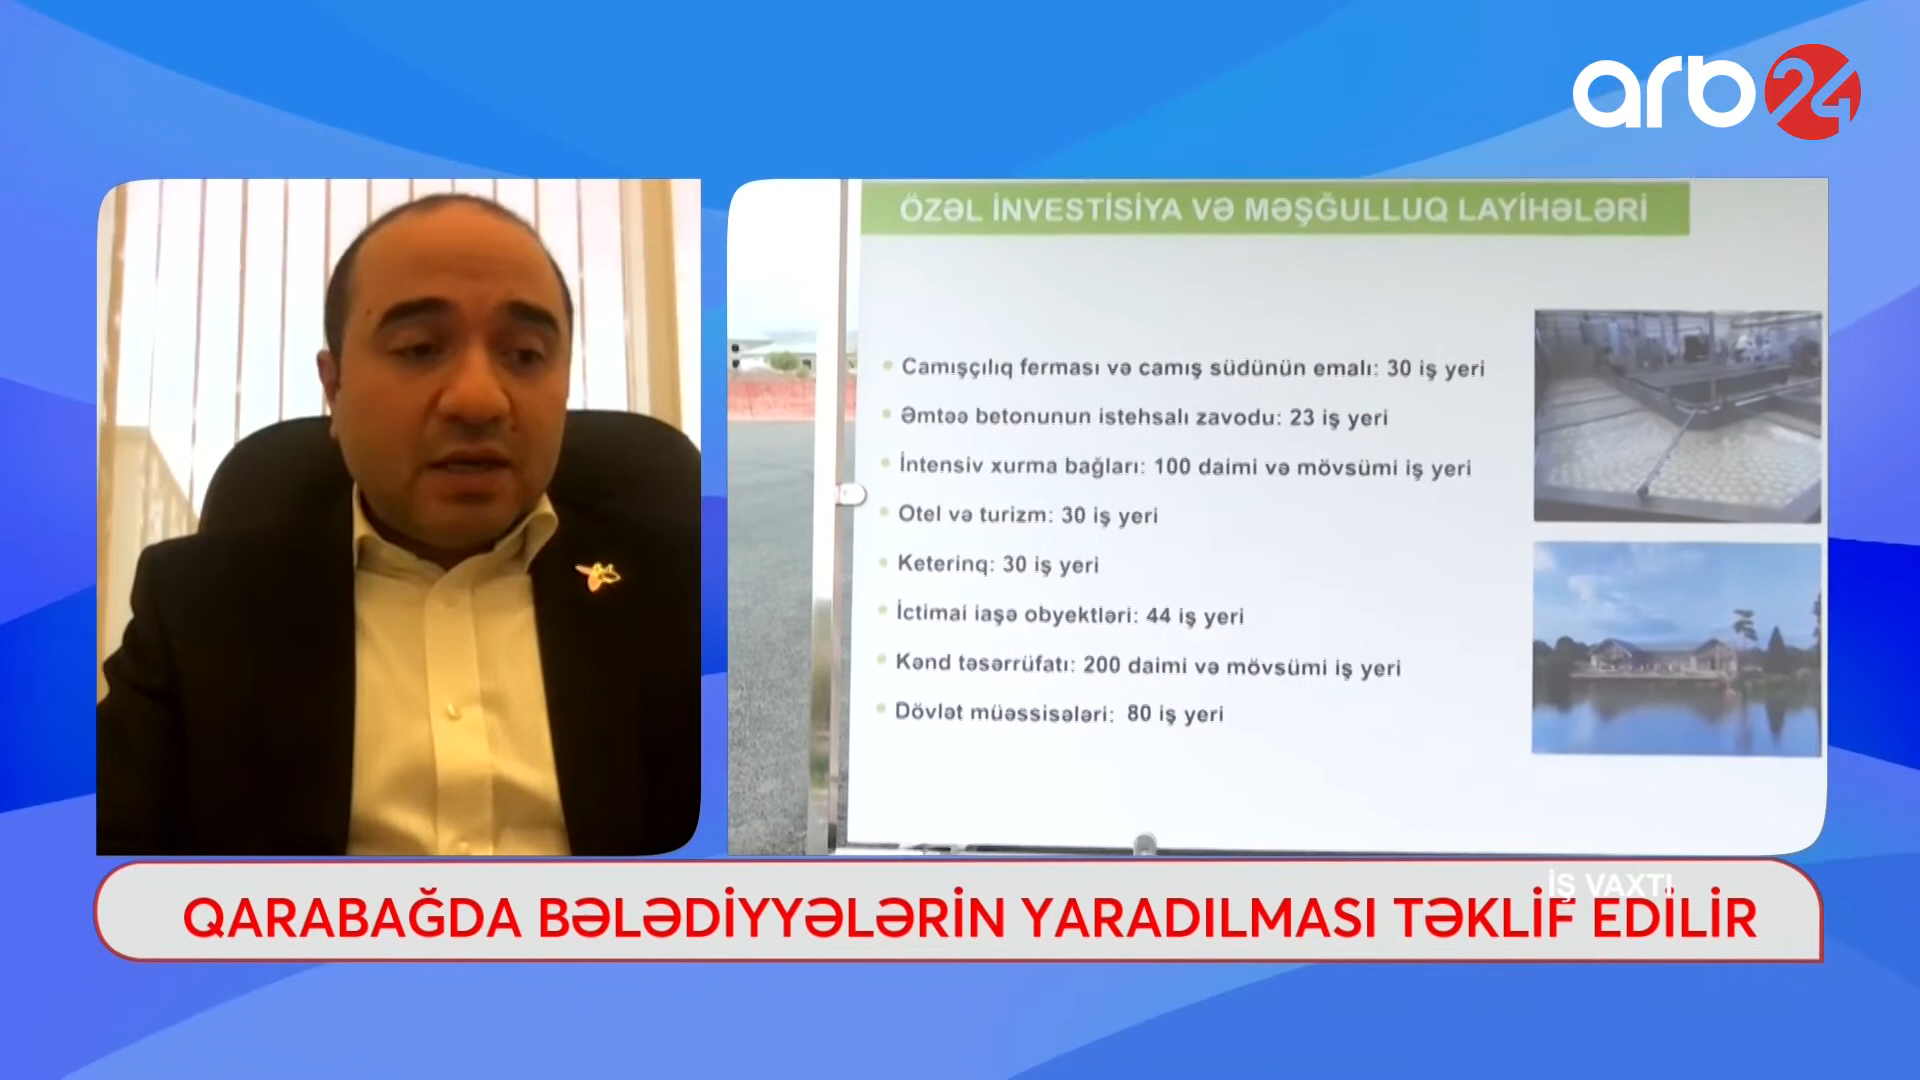 arb24
ÖZƏL İNVESTİSİYA VƏ MƏŞĞULLUQ LAYİHƏLƏRİ
Camışçılıq ferması və camış südünün emalı: 30 iş yeri
Əmtəə betonunun istehsalı zavodu: 23 iş yeri
İntensiv xurma bağları: 100 daimi və mövsümi iş yeri
Otel və turizm: 30 iş yeri
Keterinq: 30 iş yeri
İctimai iaşə obyektləri: 44 iş yeri
Kənd təsərrüfatı: 200 daimi və mövsümi iş yeri
Dövlət müəssisələri: 80 iş yeri
İŞ VAXTI
QARABAĞDA BƏLƏDİYYƏLƏRİN YARADILMASI TƏKLİF EDİLİR